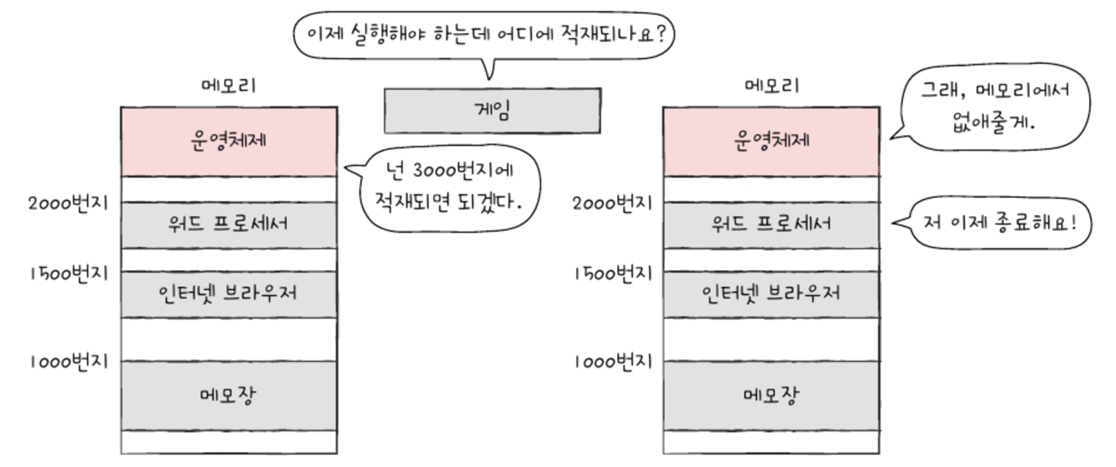 이제 실행해야 하는데 어디에 적재되나요?
메모리
게임
운영체제
넌 3000번지에
적재되면 되겠다.
2000번지
워드 프로세서
1500번지
인터넷 브라우저
1000번지
메모장
메모리
그래, 메모리에서
없애줄게.
운영체제
2000번지
워드 프로세서
저 이제 종료해요!
1500번지
인터넷 브라우저
1000번지
메모장